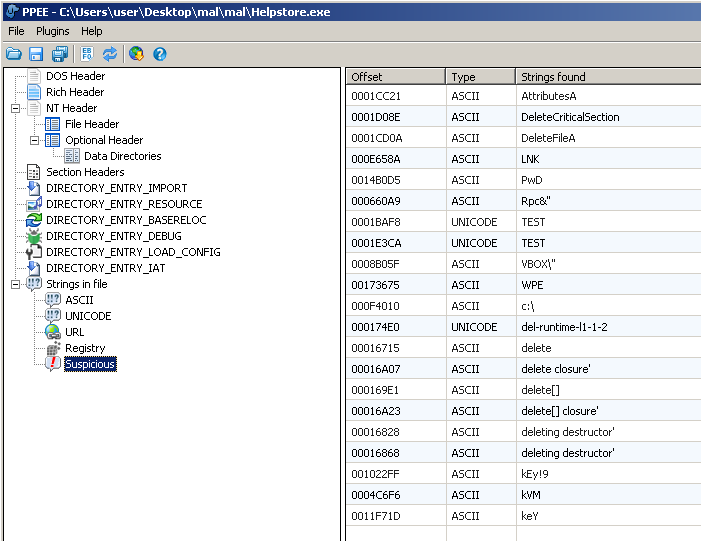 PPEE - C:\Users\user\Desktop\mal\mal\Helpstore.exe
File Plugins Help
DOS Header
Rich Header
NT Header
File Header
Optional Header
Data Directories
Section Headers
DIRECTORY_ENTRY_IMPORT
DIRECTORY_ENTRY_RESOURCE
DIRECTORY_ENTRY_BASERELOC
DIRECTORY_ENTRY_DEBUG
DIRECTORY_ENTRY_LOAD_CONFIG
DIRECTORY_ENTRY_IAT
Strings in file
ASCII
UNICODE
URL
Registry
Suspicious
Offset Type Strings found
0001CC21 ASCII AttributesA
0001D08E ASCII DeleteCriticalSection
0001CD0A ASCII DeleteFileA
000E658A ASCII LNK
0014B0D5 ASCII PwD
000660A9 ASCII Rpc&"
0001BAF8 UNICODE TEST
0001E3CA UNICODE TEST
0008B05F ASCII VBOX\"
00173675 ASCII WPE
000F4010 ASCII c:\
000174E0 UNICODE del-runtime-l1-1-2
00016715 ASCII delete
00016A07 ASCII delete closure'
000169E1 ASCII delete[]
00016A23 ASCII delete[] closure'
00016828 ASCII deleting destructor'
00016868 ASCII deleting destructor'
001022FF ASCII kEy!9
0004C6F6 ASCII kVM
0011F71D ASCII keY